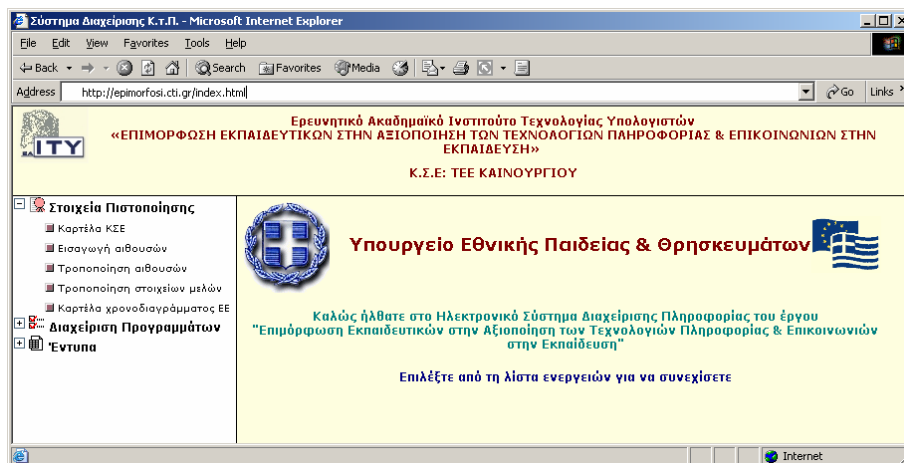 Σύστημα Διαχείρισης Κ.τ.Π. - Microsoft Internet Explorer
File Edit View Favorites Tools Help
Back Search Favorites Media
Address http://epimorfosi.cti.gr/index.html Go Links
Ερευνητικό Ακαδημαϊκό Ινστιτούτο Τεχνολογίας Υπολογιστών
«ΕΠΙΜΟΡΦΩΣΗ ΕΚΠΑΙΔΕΥΤΙΚΩΝ ΣΤΗΝ ΑΞΙΟΠΟΙΗΣΗ ΤΩΝ ΤΕΧΝΟΛΟΓΙΩΝ ΠΛΗΡΟΦΟΡΙΑΣ & ΕΠΙΚΟΙΝΩΝΙΩΝ ΣΤΗΝ
ΕΚΠΑΙΔΕΥΣΗ»
Κ.Σ.Ε: ΤΕΕ ΚΑΙΝΟΥΡΓΙΟΥ
ΙΤΥ
Στοιχεία Πιστοποίησης
Καρτέλα ΚΣΕ
Εισαγωγή αιθουσών
Τροποποίηση αιθουσών
Τροποποίηση στοιχείων μελών
Καρτέλα χρονοδιαγράμματος ΕΕ
Διαχείριση Προγραμμάτων
Έντυπα
Υπουργείο Εθνικής Παιδείας & Θρησκευμάτων
Καλώς ήλθατε στο Ηλεκτρονικό Σύστημα Διαχείρισης Πληροφορίας του έργου
"Επιμόρφωση Εκπαιδευτικών στην Αξιοποίηση των Τεχνολογιών Πληροφορίας & Επικοινωνιών
στην Εκπαίδευση"
Επιλέξτε από τη λίστα ενεργειών για να συνεχίσετε
Internet